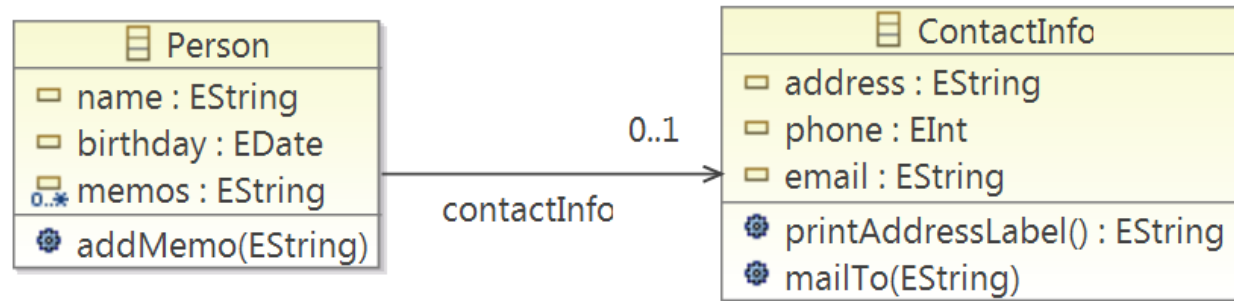 Person
name : EString
birthday : EDate
0..* memos : EString
addMemo(EString)
0..1
contactInfo
ContactInfo
address : EString
phone : EInt
email : EString
printAddressLabel() : EString
mailTo(EString)